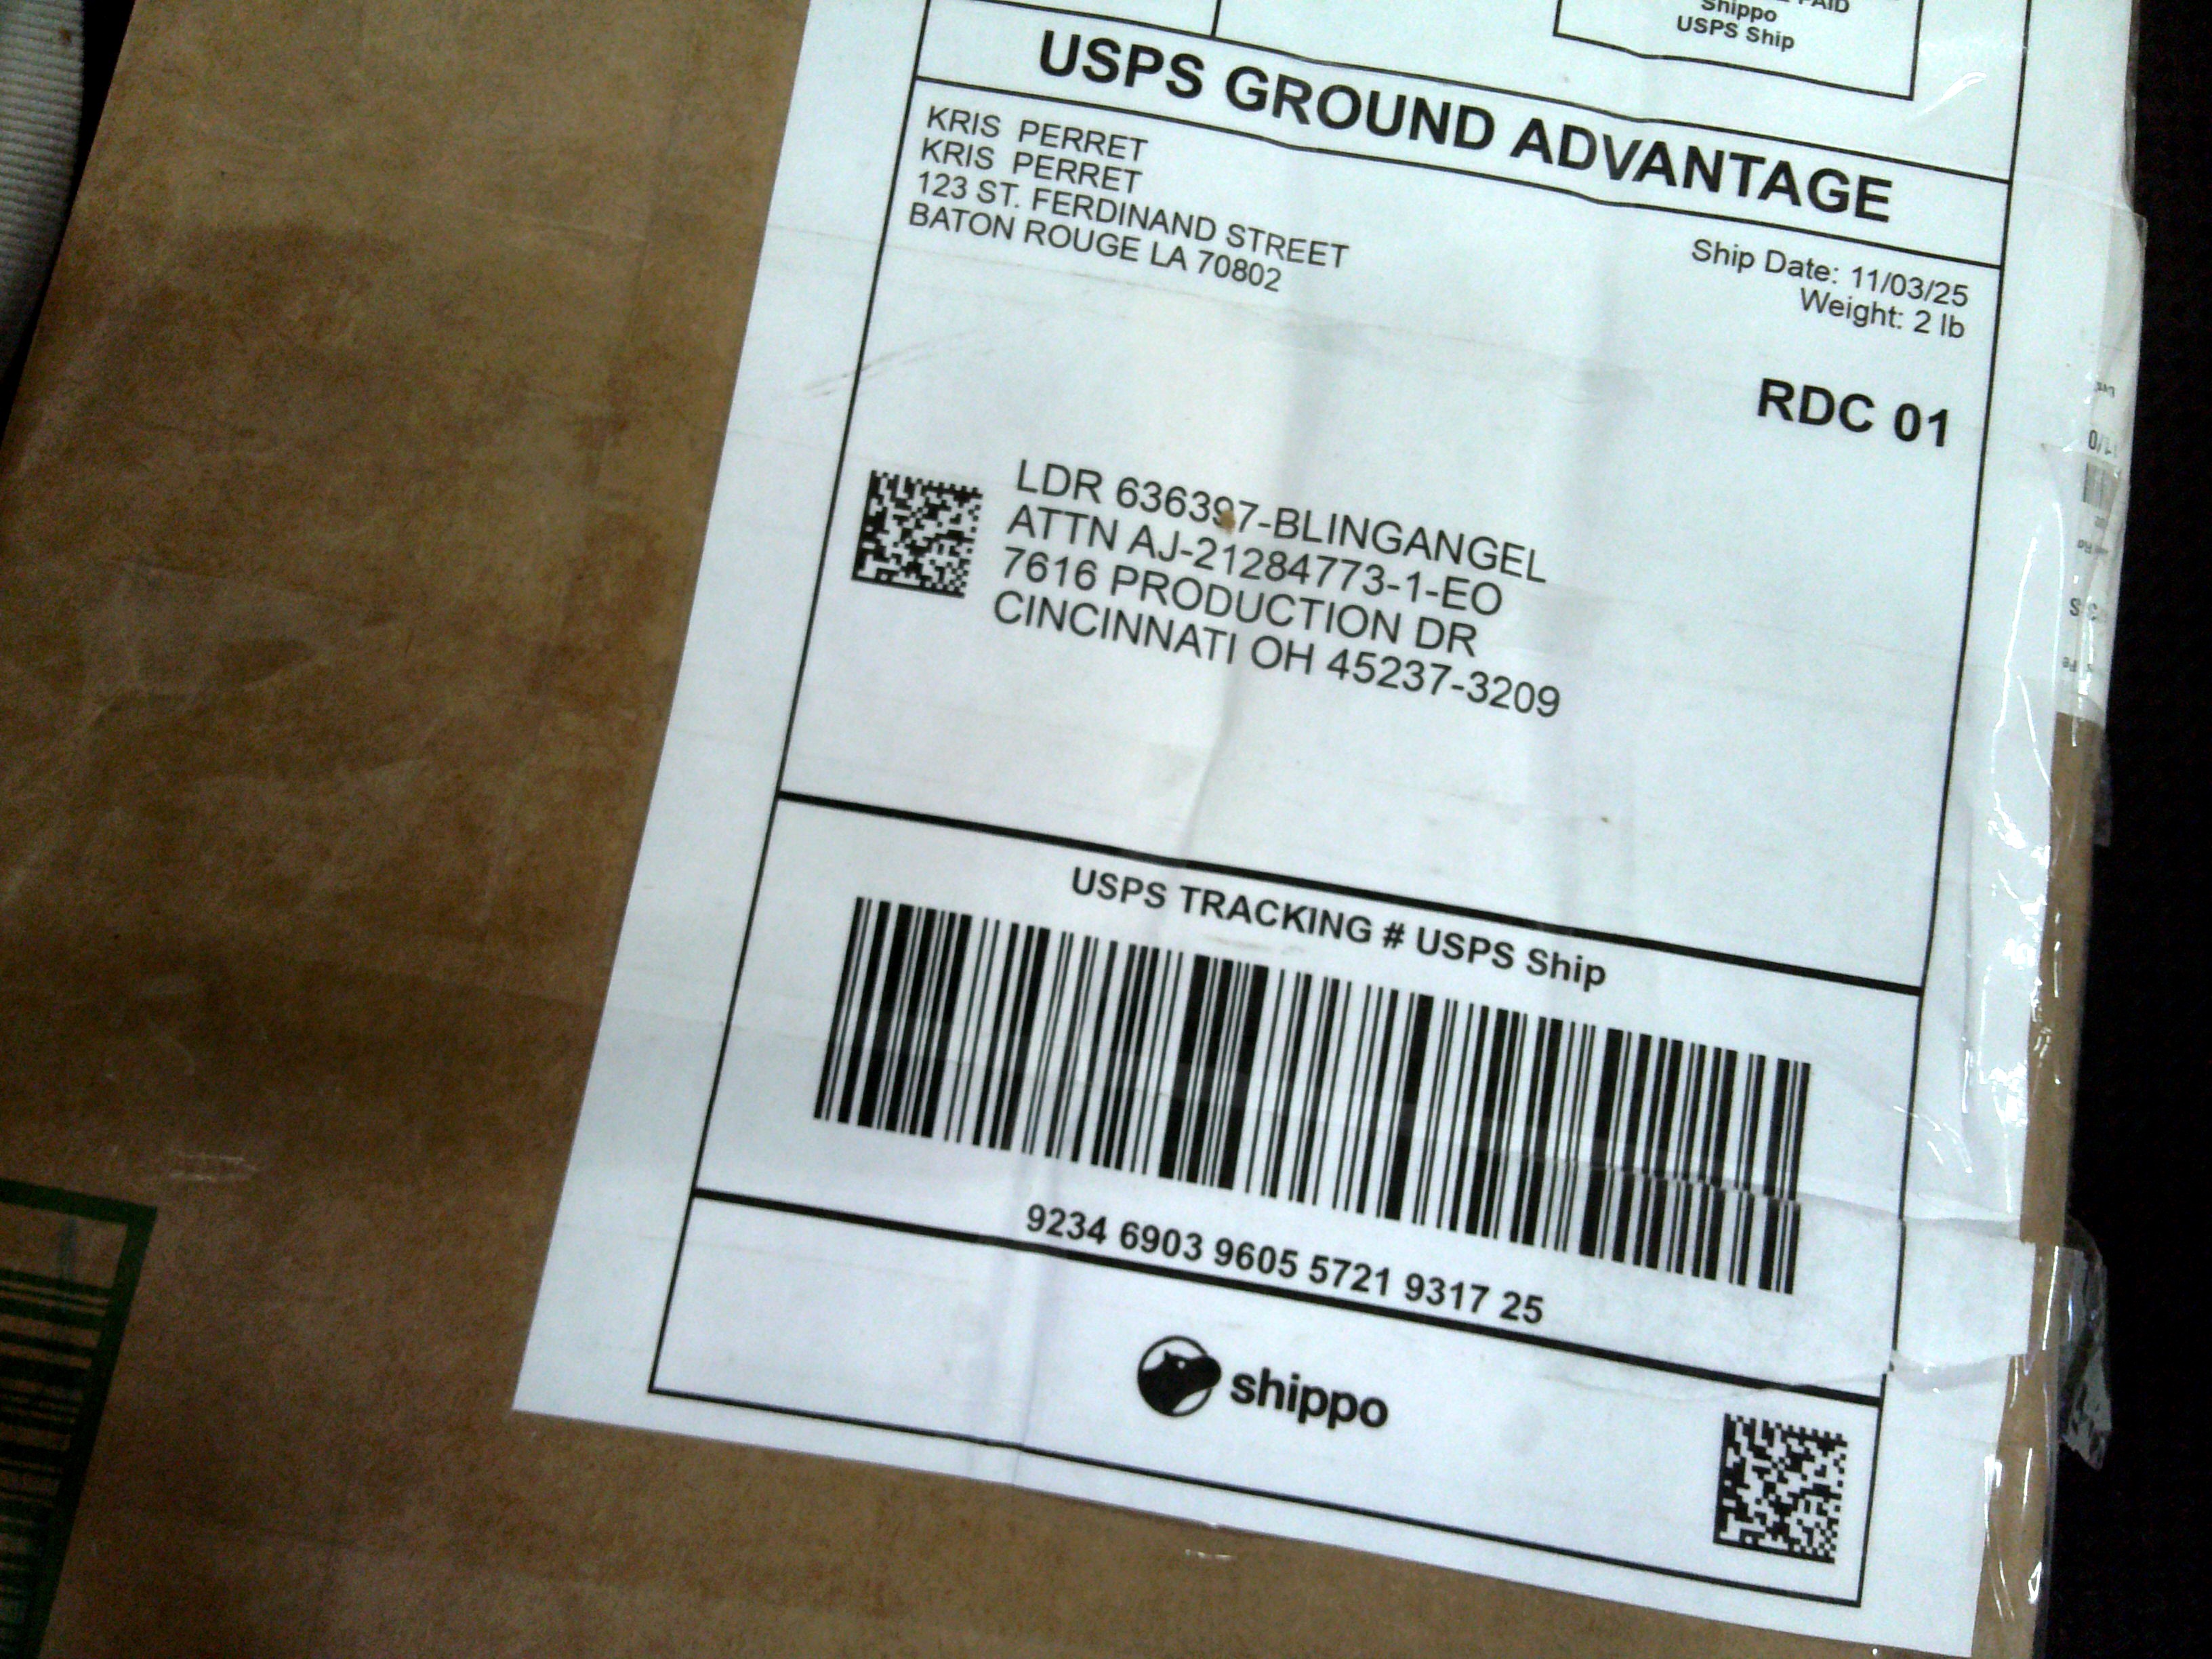 PAID
Shippo
USPS Ship
USPS GROUND ADVANTAGE
KRIS PERRET
KRIS PERRET
123 ST. FERDINAND STREET
BATON ROUGE LA 70802
Ship Date: 11/03/25
Weight: 2 lb
RDC 01
LDR 636397-BLINGANGEL
ATTN AJ-21284773-1-EO
7616 PRODUCTION DR
CINCINNATI OH 45237-3209
USPS TRACKING # USPS Ship
9234 6903 9605 5721 9317 25
shippo